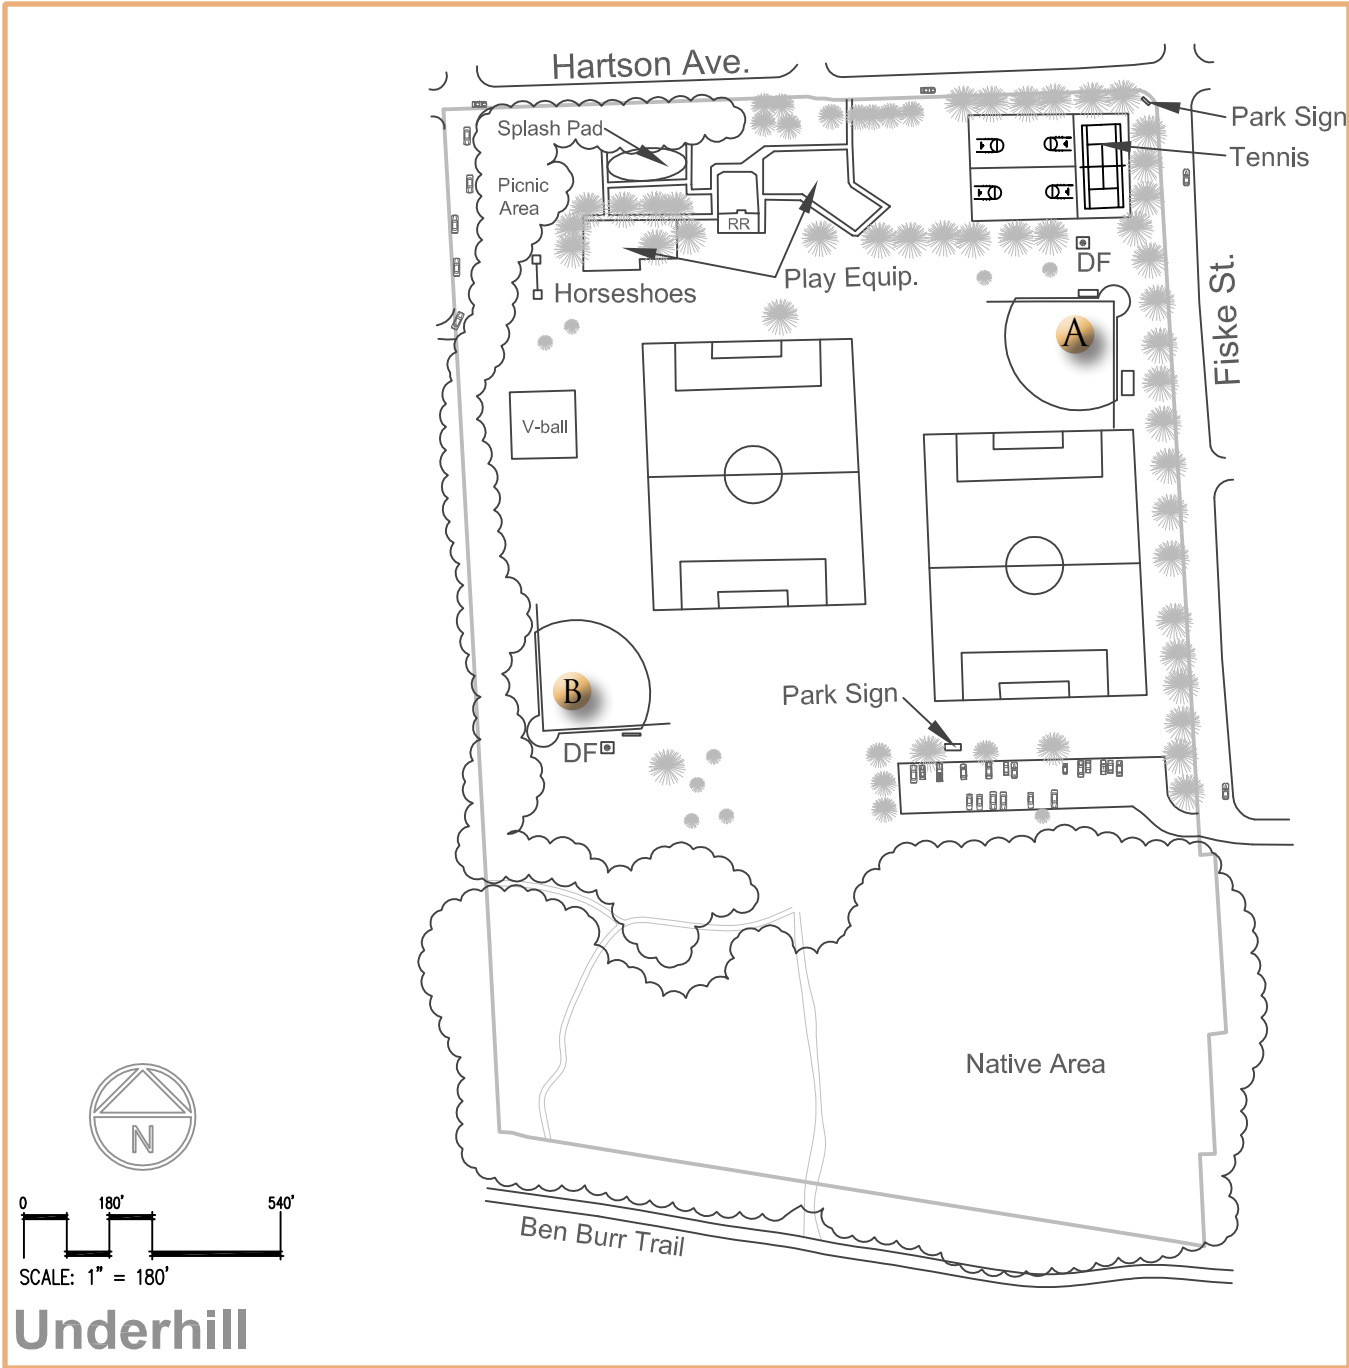 Hartson Ave.
Park Sign
Splash Pad
Tennis
Picnic
Area
RR
DF
Play Equip.
Horseshoes
Fiske St.
A
V-ball
B
Park Sign
DF
Native Area
N
0 180' 540'
SCALE: 1" = 180'
Ben Burr Trail
Underhill